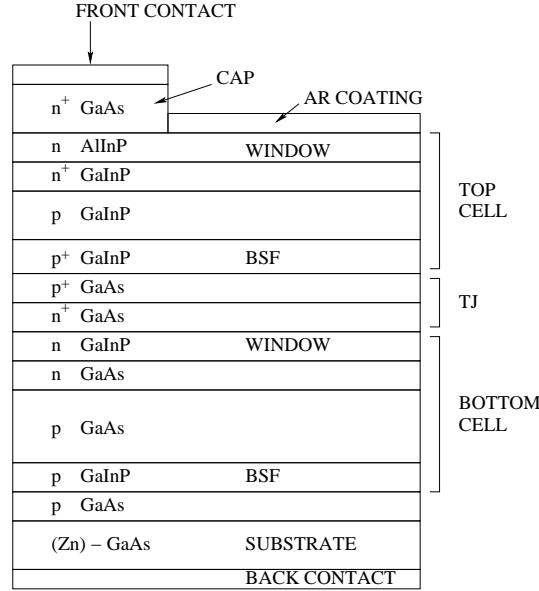 FRONT CONTACT
CAP
n+ GaAs
AR COATING
n AlInP WINDOW
n+ GaInP
p GaInP
TOP
CELL
p+ GaInP BSF
p+ GaAs
TJ
n+ GaAs
n GaInP WINDOW
n GaAs
p GaAs
BOTTOM
CELL
p GaInP BSF
p GaAs
(Zn) – GaAs SUBSTRATE
BACK CONTACT